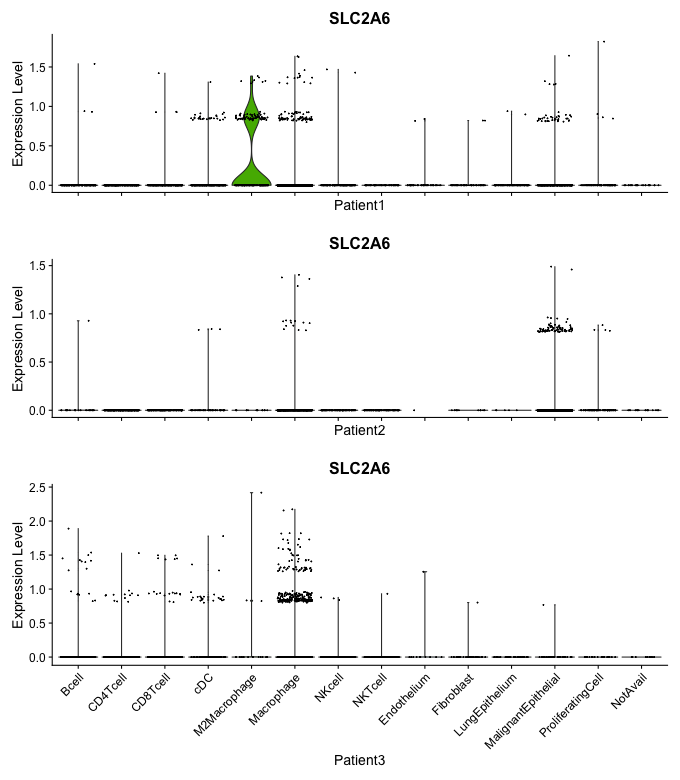 SLC2A6
Expression Level
1.5
1.0
0.5
0.0
Patient1
SLC2A6
Expression Level
1.5
1.0
0.5
0.0
Patient2
SLC2A6
Expression Level
2.5
2.0
1.5
1.0
0.5
0.0
Bcell
CD4Tcell
CD8Tcell
cDC
M2Macrophage
Macrophage
NKcell
NKTcell
Endothelium
Fibroblast
LungEpithelium
MalignantEpithelial
ProliferatingCell
NotAvail
Patient3